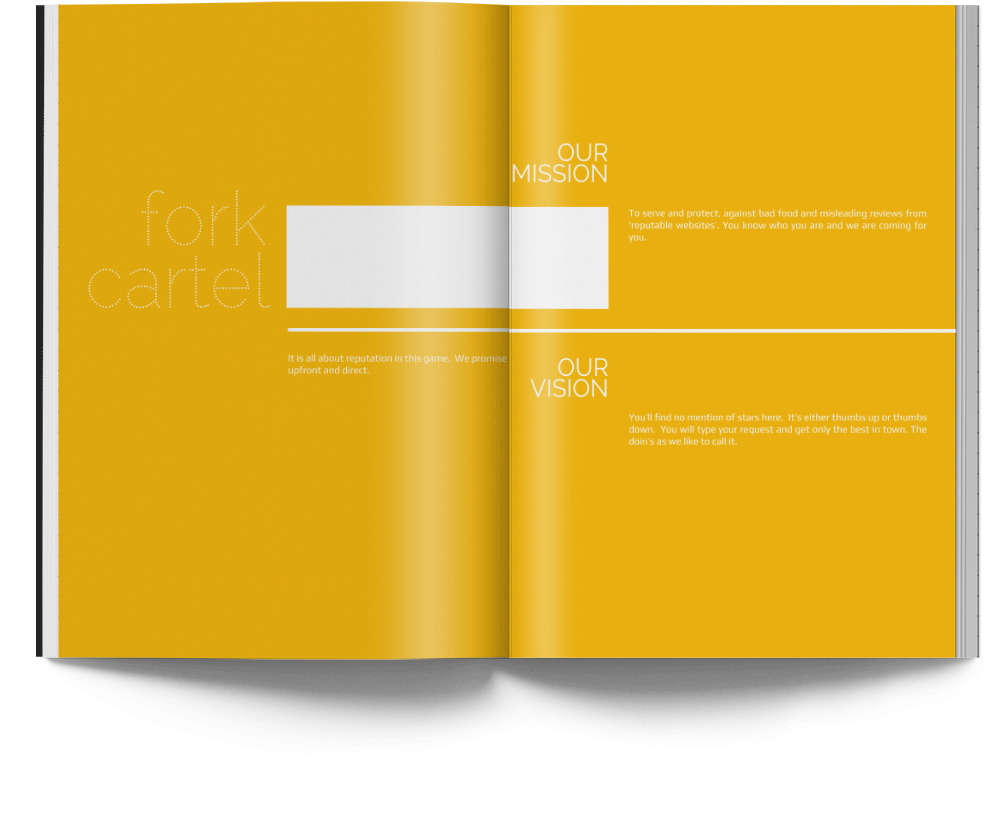 fork
cartel
It is all about reputation in this game.  We promise
upfront and direct.
OUR
MISSION
To serve and protect, against bad food and misleading reviews from
'reputable websites'. You know who you are and we are coming for
you.
OUR
VISION
You'll find no mention of stars here.  It's either thumbs up or thumbs
down.  You will type your request and get only the best in town. The
doin's as we like to call it.